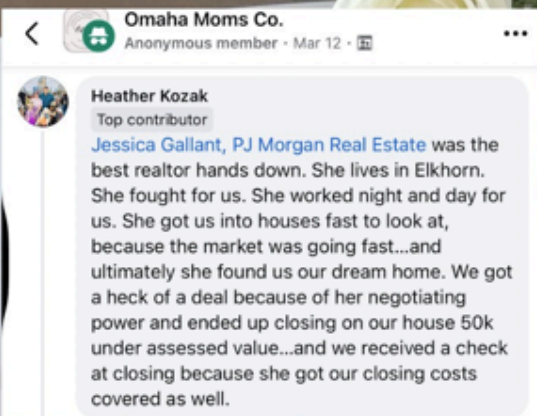 Omaha Moms Co.
Anonymous member · Mar 12 ·
Heather Kozak
Top contributor
Jessica Gallant, PJ Morgan Real Estate was the
best realtor hands down. She lives in Elkhorn.
She fought for us. She worked night and day for
us. She got us into houses fast to look at,
because the market was going fast...and
ultimately she found us our dream home. We got
a heck of a deal because of her negotiating
power and ended up closing on our house 50k
under assessed value...and we received a check
at closing because she got our closing costs
covered as well.